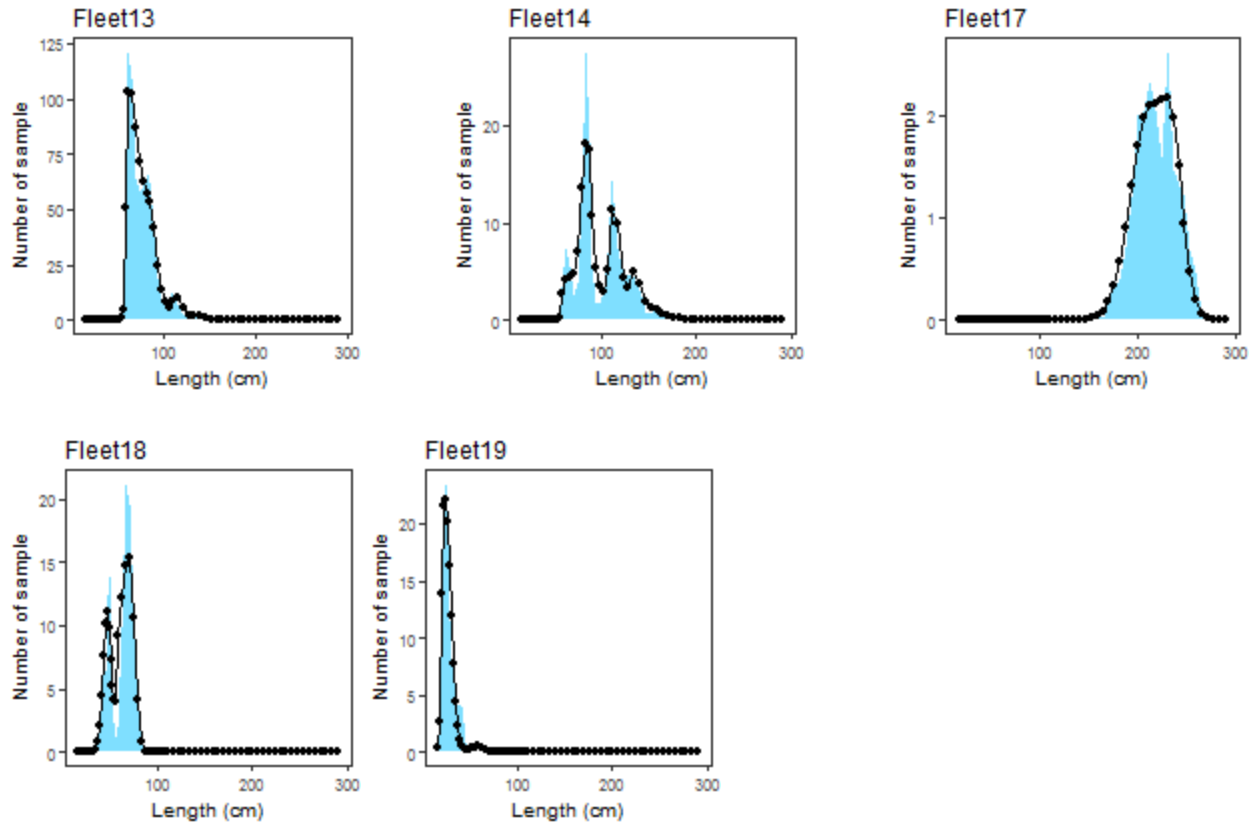 Fleet13
125
100
75
50
25
0
Number of sample
100 200 300
Length (cm)
Fleet14
20
10
0
Number of sample
100 200 300
Length (cm)
Fleet17
2
1
0
Number of sample
100 200 300
Length (cm)
Fleet18
20
15
10
5
0
Number of sample
100 200 300
Length (cm)
Fleet19
20
15
10
5
0
Number of sample
100 200 300
Length (cm)